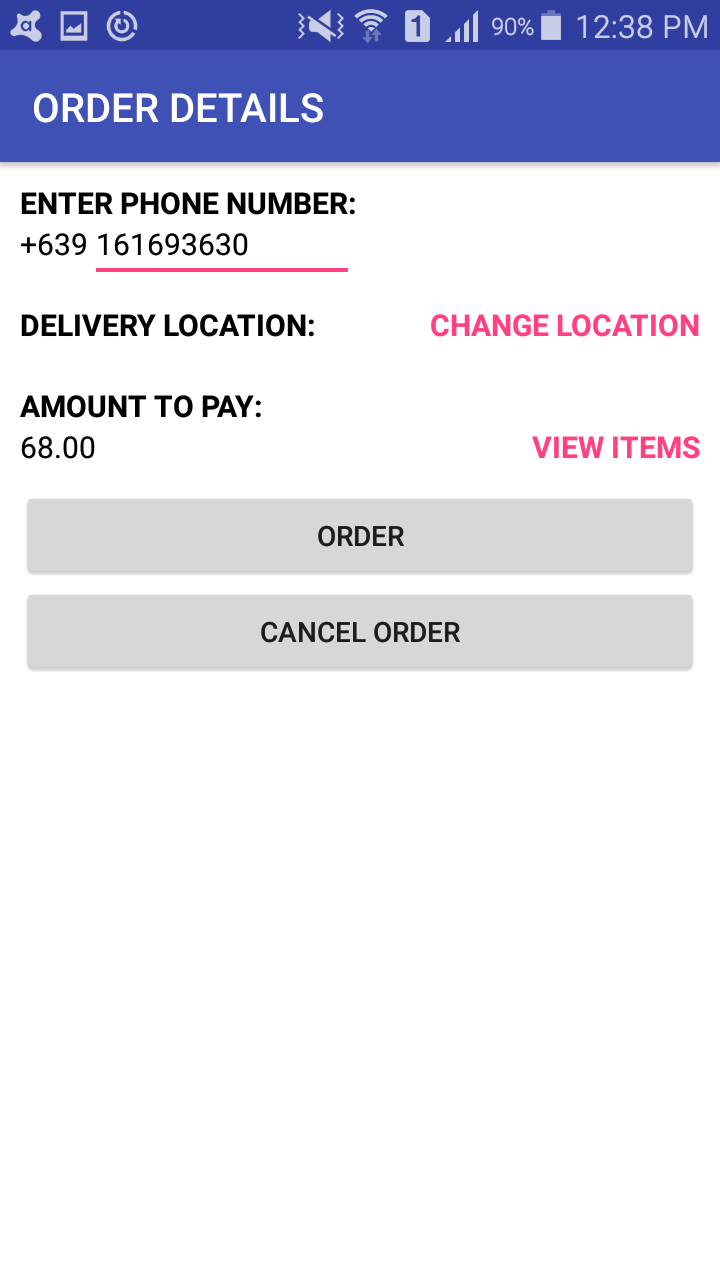 1 90% 12:38 PM
ORDER DETAILS
ENTER PHONE NUMBER:
+639 161693630
DELIVERY LOCATION: CHANGE LOCATION
AMOUNT TO PAY:
68.00 VIEW ITEMS
ORDER
CANCEL ORDER